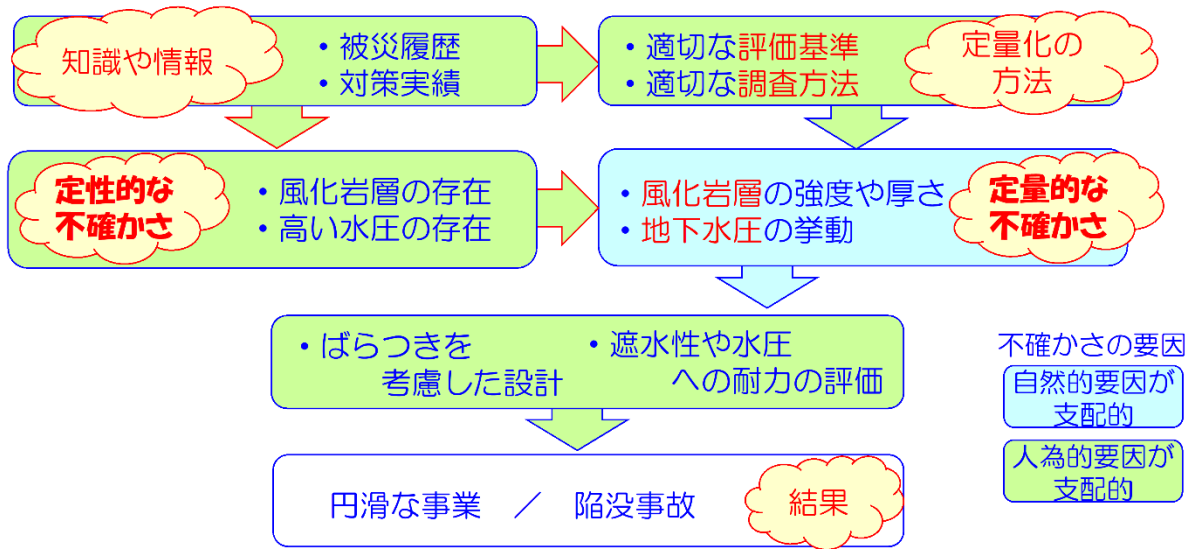 知識や情報
・被災履歴
・対策実績
・適切な評価基準
・適切な調査方法
定量化の
方法
定性的な
不確かさ
・風化岩層の存在
・高い水圧の存在
・風化岩層の強度や厚さ
・地下水圧の挙動
定量的な
不確かさ
・ばらつきを
考慮した設計
・遮水性や水圧
への耐力の評価
不確かさの要因
自然的要因が
支配的
人為的要因が
支配的
円滑な事業 ／ 陥没事故
結果